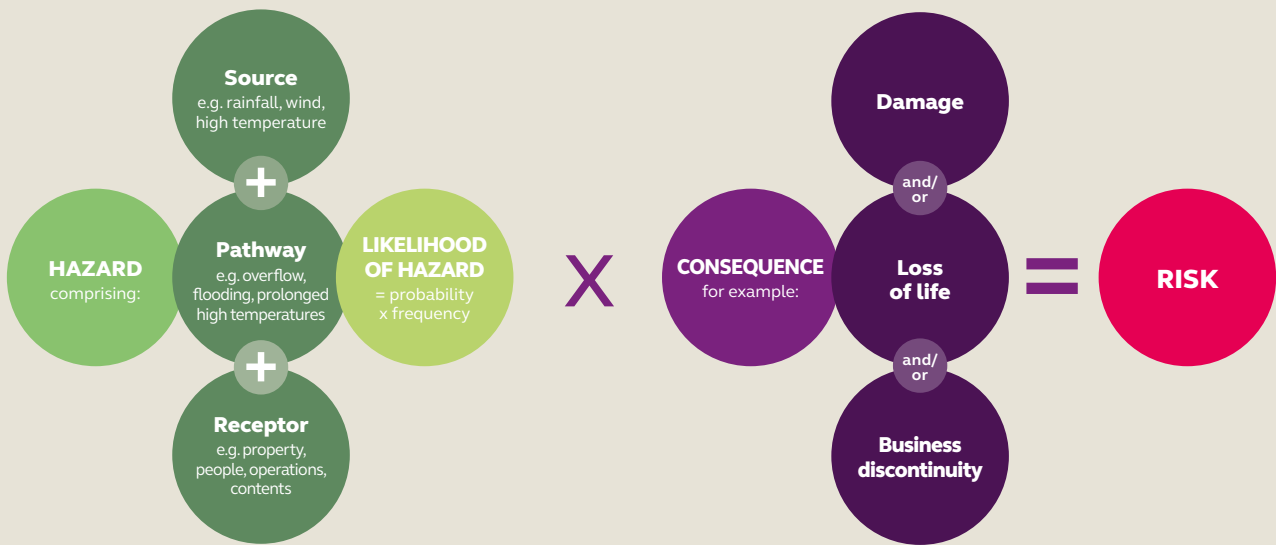 HAZARD
comprising:
Source
e.g. rainfall, wind,
high temperature
+
Pathway
e.g. overflow,
flooding, prolonged
high temperatures
+
Receptor
e.g. property,
people, operations,
contents
LIKELIHOOD
OF HAZARD
= probability
x frequency
X
CONSEQUENCE
for example:
Damage
and/
or
Loss
of life
and/
or
Business
discontinuity
=
RISK